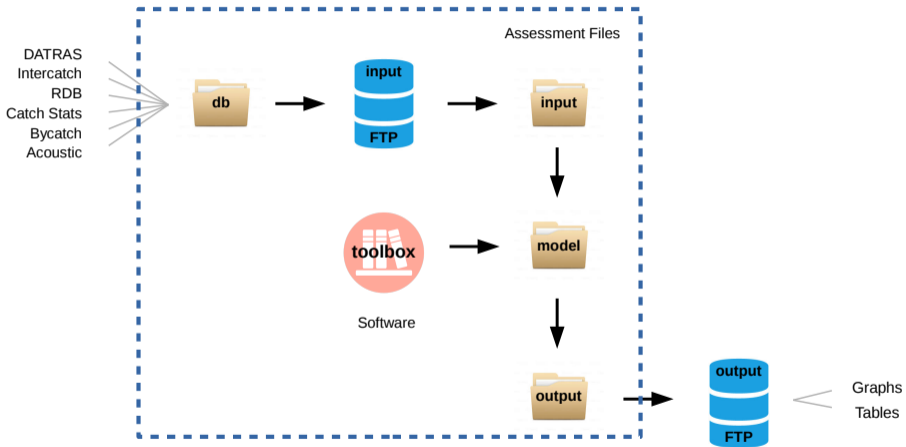 Assessment Files
DATRAS
Intercatch
RDB
Catch Stats
Bycatch
Acoustic
db
input
FTP
input
toolbox
model
Software
output
output
FTP
Graphs
Tables